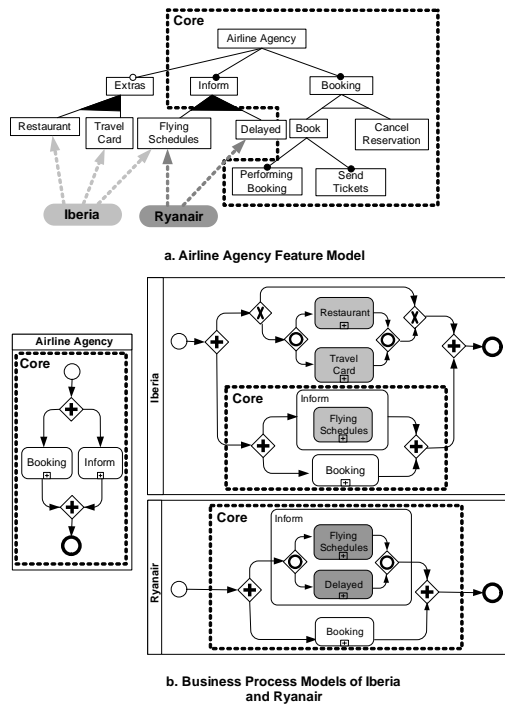 Core
Airline Agency
Extras
Inform
Booking
Restaurant
Travel
Card
Flying
Schedules
Delayed
Book
Cancel
Reservation
Performing
Booking
Send
Tickets
Iberia
Ryanair
a. Airline Agency Feature Model
Airline Agency
Core
Booking
Inform
Iberia
Restaurant
Travel
Card
Core
Inform
Flying
Schedules
Booking
Ryanair
Core
Inform
Flying
Schedules
Delayed
Booking
b. Business Process Models of Iberia
and Ryanair